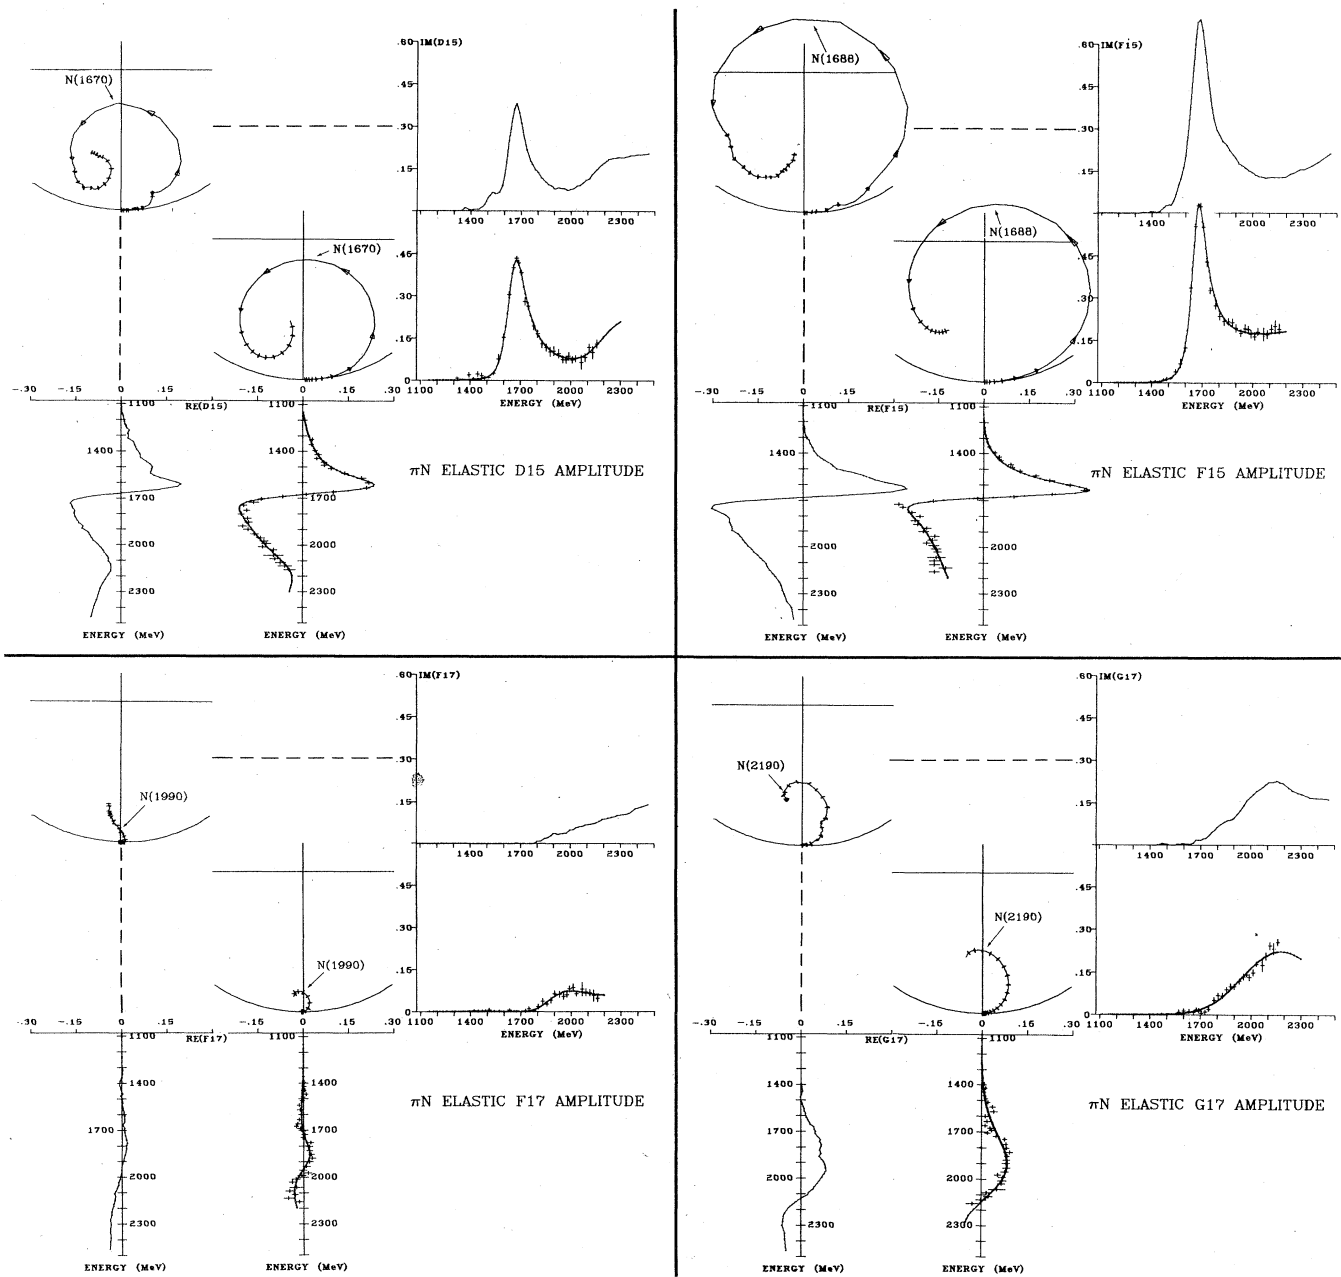 .60 IM(D15)
N(1670)
.45
.30
.15
1400 1700 2000 2300
N(1670)
.45
.30
.15
0
1100 1400 1700 2000 2300
ENERGY (MeV)
-.30 -.15 0 .15 -.15 0 .15 .30
RE(D15)
1100 1100
1400 1400
1700 1700
2000 2000
2300 2300
ENERGY (MeV) ENERGY (MeV)
πN ELASTIC D15 AMPLITUDE
.60 IM(F15)
N(1688)
.45
.30
.15
1400 2000 2300
N(1688)
.45
.30
.15
0
1100 1400 1700 2000 2300
ENERGY (MeV)
-.30 -.15 0 .15 -.15 0 .15 .30
RE(F15)
1100 1100
1400 1400
2000 2000
2300 2300
ENERGY (MeV) ENERGY (MeV)
πN ELASTIC F15 AMPLITUDE
.60 IM(F17)
.45
.30
N(1990)
.15
1400 1700 2000 2300
.45
.30
N(1990)
.15
0
1100 1400 1700 2000 2300
ENERGY (MeV)
-.30 -.15 0 .15 -.15 0 .15 .30
RE(F17)
1100 1100
1400 1400
1700 1700
2000 2000
2300 2300
ENERGY (MeV) ENERGY (MeV)
πN ELASTIC F17 AMPLITUDE
.60 IM(G17)
.45
N(2190)
.30
.15
1400 1700 2000 2300
.45
N(2190)
.30
.15
0
1100 1400 1700 2000 2300
ENERGY (MeV)
-.30 -.15 0 .15 -.15 0 .15 .30
RE(G17)
1100 1100
1400 1400
1700 1700
2000 2000
2300 2300
ENERGY (MeV) ENERGY (MeV)
πN ELASTIC G17 AMPLITUDE